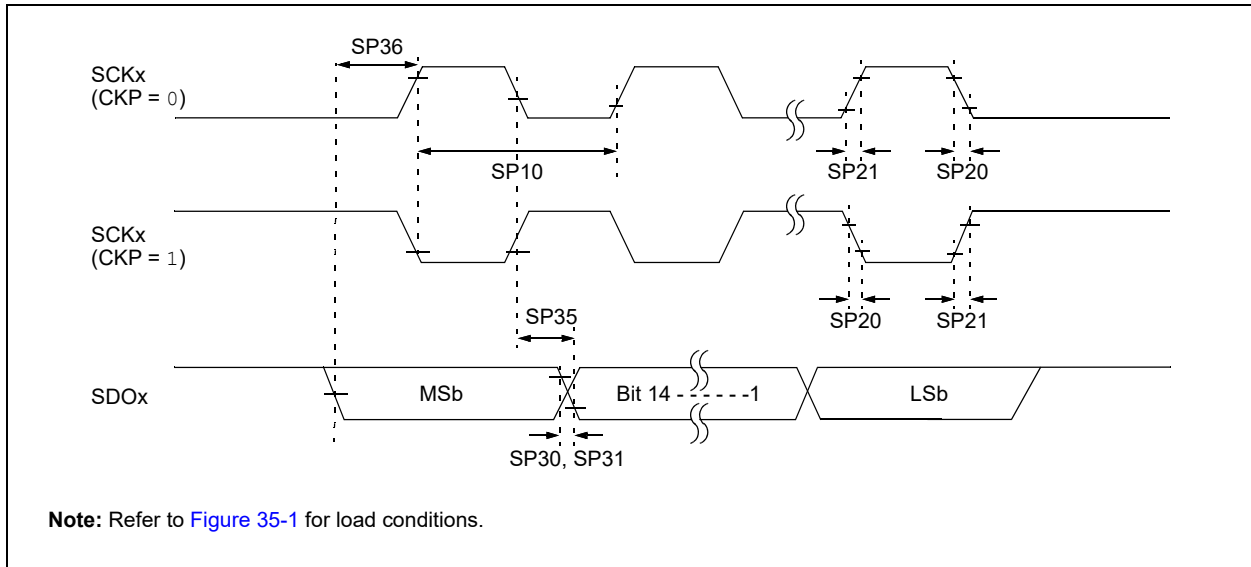 SP36
SCKx
(CKP = 0)
SP10
SP21
SP20
SCKx
(CKP = 1)
SP35
SP20
SP21
SDOx
MSb
Bit 14 - - - - - - -1
LSb
SP30, SP31
Note: Refer to Figure 35-1 for load conditions.